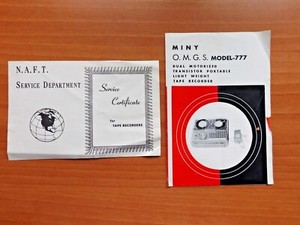 N.A.F.T.
SERVICE DEPARTMENT
Service
Certificate
for
TAPE RECORDERS
MINY
O.M.G.S. MODEL-777
DUAL MOTORIZED
TRANSISTOR PORTABLE
LIGHT WEIGHT
TAPE RECORDER